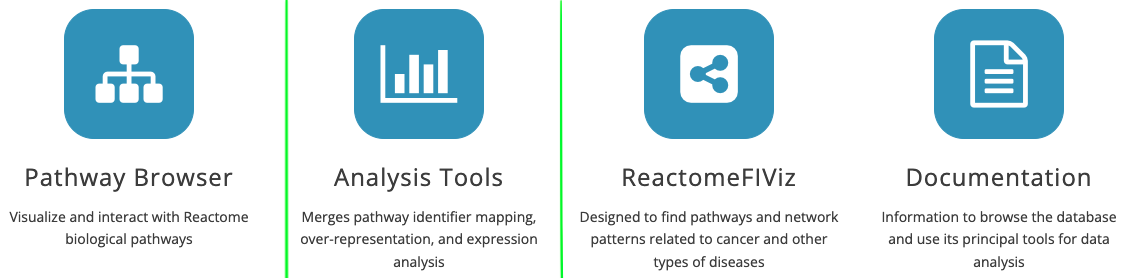 Pathway Browser
Visualize and interact with Reactome
biological pathways
Analysis Tools
Merges pathway identifier mapping,
over-representation, and expression
analysis
ReactomeFIViz
Designed to find pathways and network
patterns related to cancer and other
types of diseases
Documentation
Information to browse the database
and use its principal tools for data
analysis